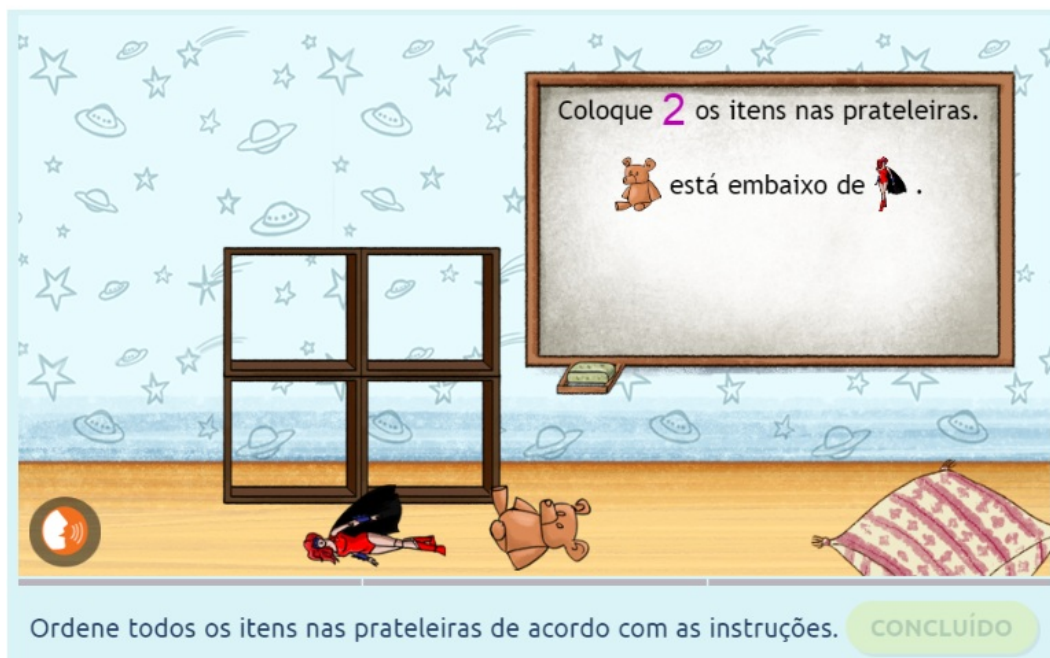 Coloque 2 os itens nas prateleiras.
está embaixo de .
Ordene todos os itens nas prateleiras de acordo com as instruções.
CONCLUÍDO